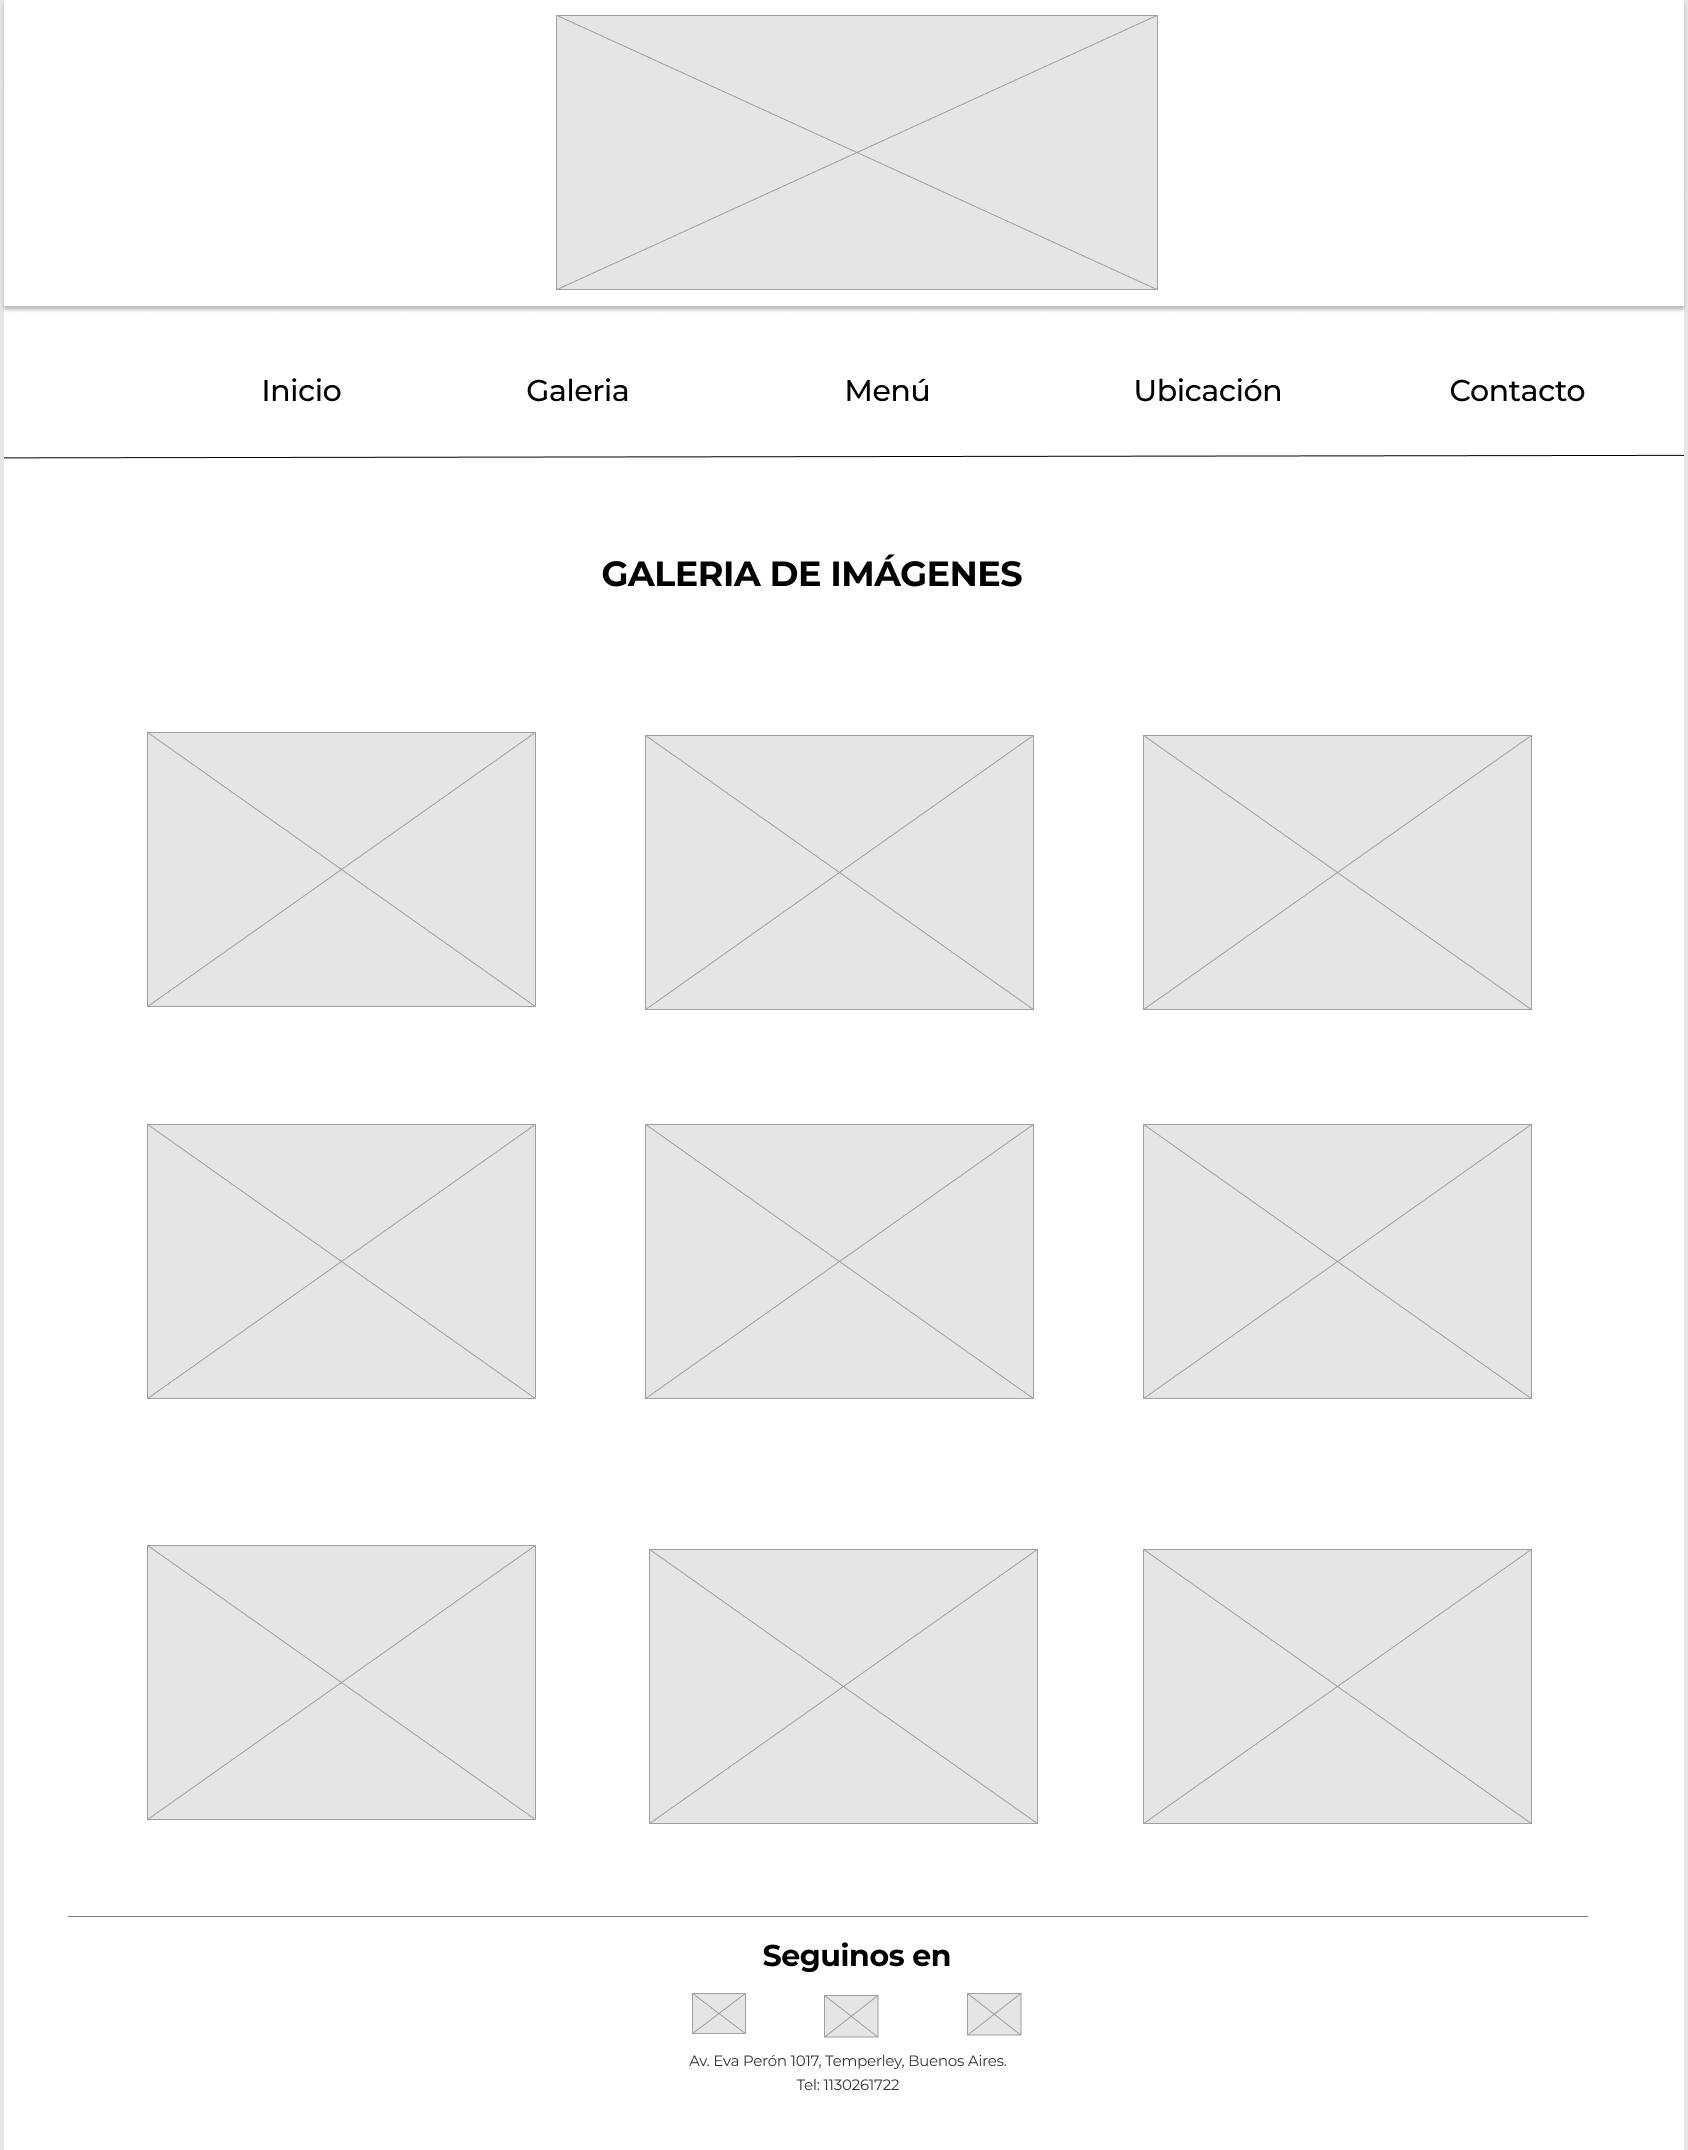 Inicio Galeria Menú Ubicación Contacto
GALERIA DE IMÁGENES
Seguinos en
Av. Eva Perón 1017, Temperley, Buenos Aires.
Tel: 1130261722